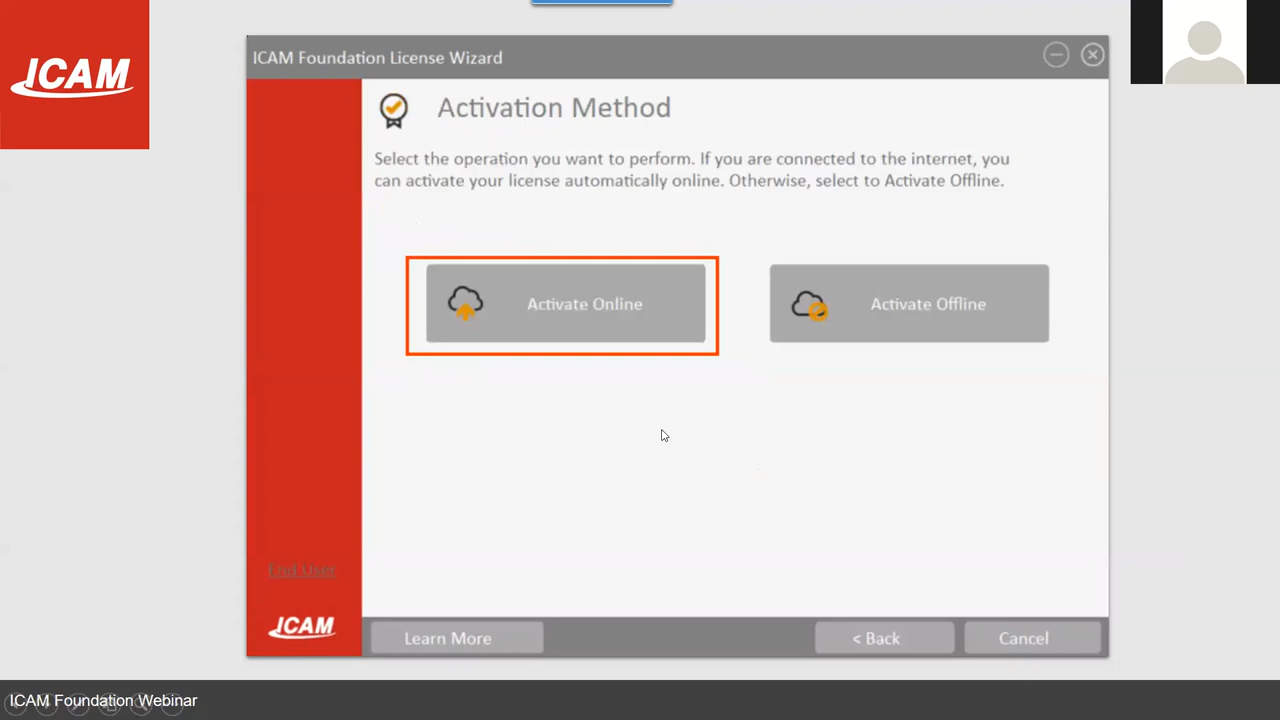 ICAM
ICAM Foundation License Wizard
Activation Method
Select the operation you want to perform. If you are connected to the internet, you
can activate your license automatically online. Otherwise, select to Activate Offline.
Activate Online
Activate Offline
End User
ICAM
Learn More
< Back
Cancel
ICAM Foundation Webinar